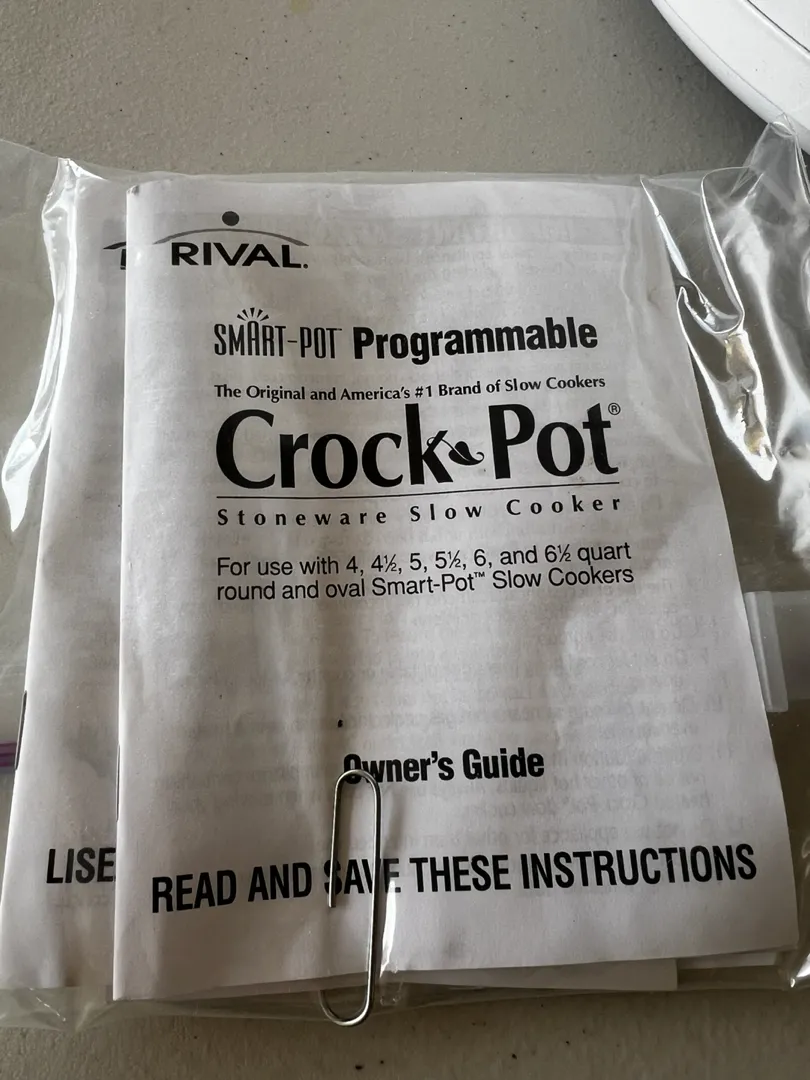 RIVAL.
SMART-POT™ Programmable
The Original and America's #1 Brand of Slow Cookers
Crock-Pot®
Stoneware Slow Cooker
For use with 4, 4½, 5, 5½, 6, and 6½ quart
round and oval Smart-Pot™ Slow Cookers
Owner's Guide
LISE
READ AND SAVE THESE INSTRUCTIONS